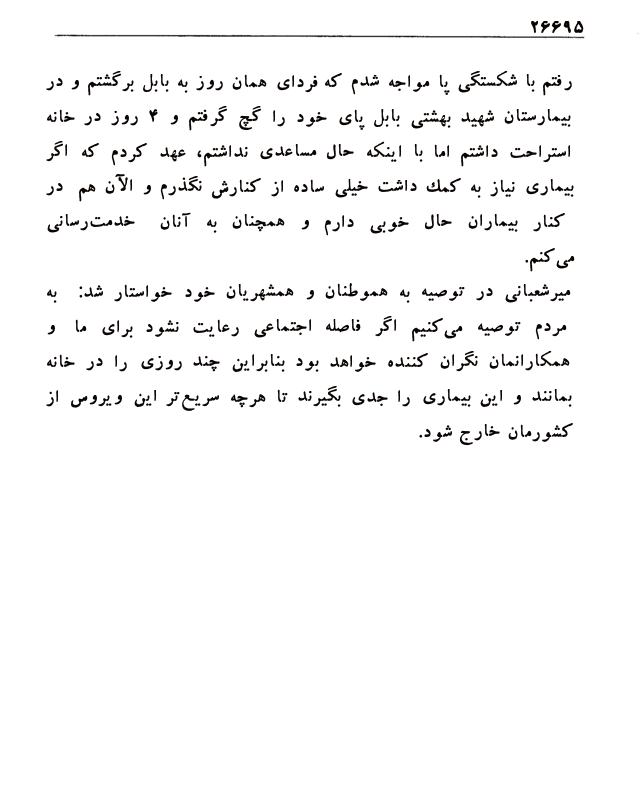 ۲۶۶۹۵
رفتم با شکستگی پا مواجه شدم که فردای همان روز به بابل برگشتم و در
بیمارستان شهید بهشتی بابل پای خود را گچ گرفتم و ۴ روز در خانه
استراحت داشتم اما با اینکه حال مساعدی نداشتم، عهد کردم که اگر
بیماری نیاز به کمك داشت خیلی ساده از کنارش نگذرم و الآن هم در
کنار بیماران حال خوبی دارم و همچنان به آنان خدمت‌رسانی
می‌کنم.
میرشعبانی در توصیه به هموطنان و همشهریان خود خواستار شد: به
مردم توصیه می‌کنیم اگر فاصله اجتماعی رعایت نشود برای ما و
همکارانمان نگران کننده خواهد بود بنابراین چند روزی را در خانه
بمانند و این بیماری را جدی بگیرند تا هرچه سریع‌تر این ویروس از
کشورمان خارج شود.